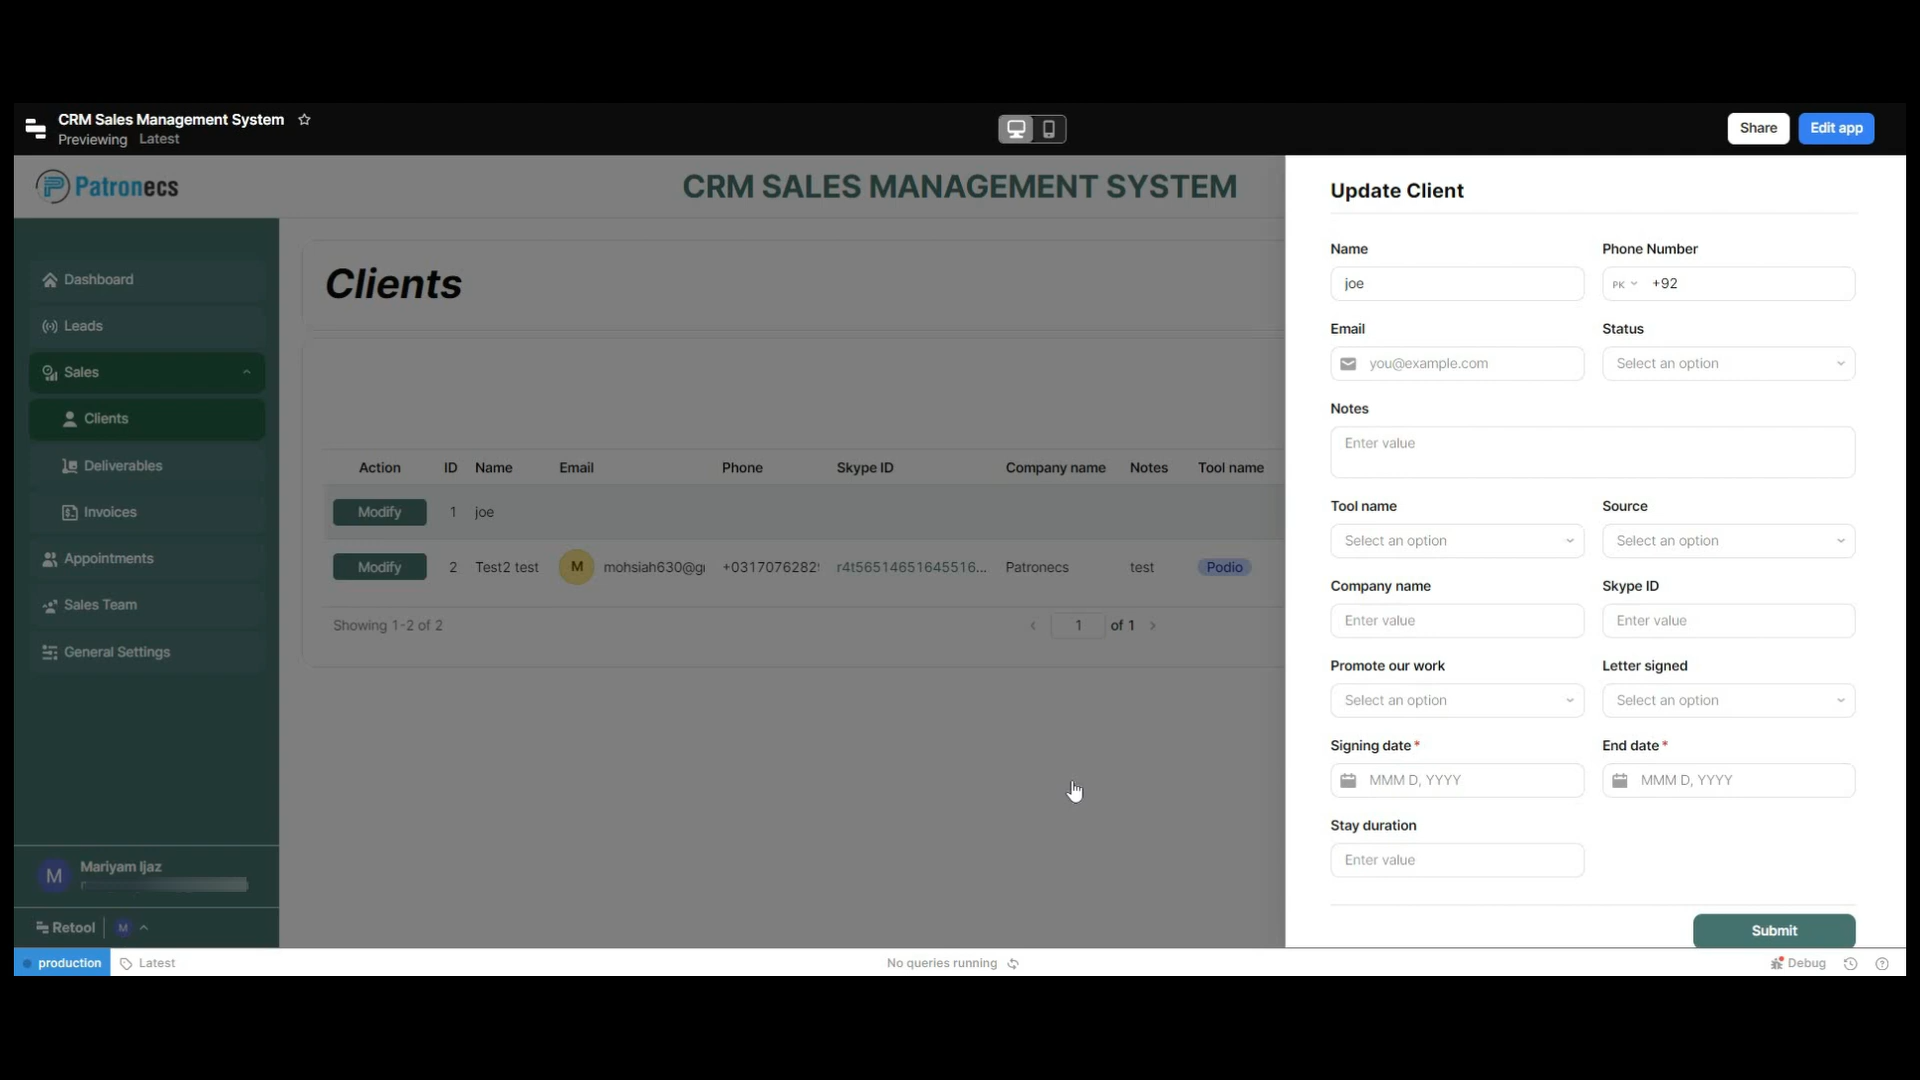 CRM Sales Management System
Previewing Latest
Share
Edit app
Patronecs
CRM SALES MANAGEMENT SYSTEM
Dashboard
Leads
Sales
Clients
Deliverables
Invoices
Appointments
Sales Team
General Settings
M Mariyam Ijaz
Retool M
Clients
Action ID Name Email Phone Skype ID Company name Notes Tool name
Modify 1 joe
Modify 2 Test2 test M mohsiah630@g +0317076282 r4t56514651645516... Patronecs test Podio
Showing 1-2 of 2
1 of 1
Update Client
Name Phone Number
joe PK +92
Email Status
you@example.com Select an option
Notes
Enter value
Tool name Source
Select an option Select an option
Company name Skype ID
Enter value Enter value
Promote our work Letter signed
Select an option Select an option
Signing date* End date*
MMM D, YYYY MMM D, YYYY
Stay duration
Enter value
Submit
production Latest No queries running Debug